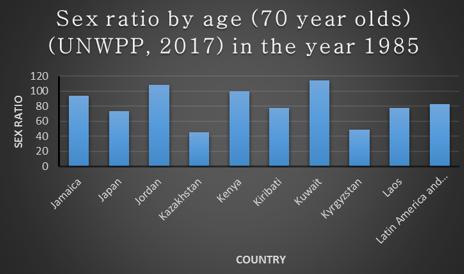 Sex ratio by age (70 year olds)
(UNWPP, 2017) in the year 1985
SEX RATIO
120
100
80
60
40
20
0
Jamaica
Japan
Jordan
Kazakhstan
Kenya
Kiribati
Kuwait
Kyrgyzstan
Laos
Latin America and...
COUNTRY